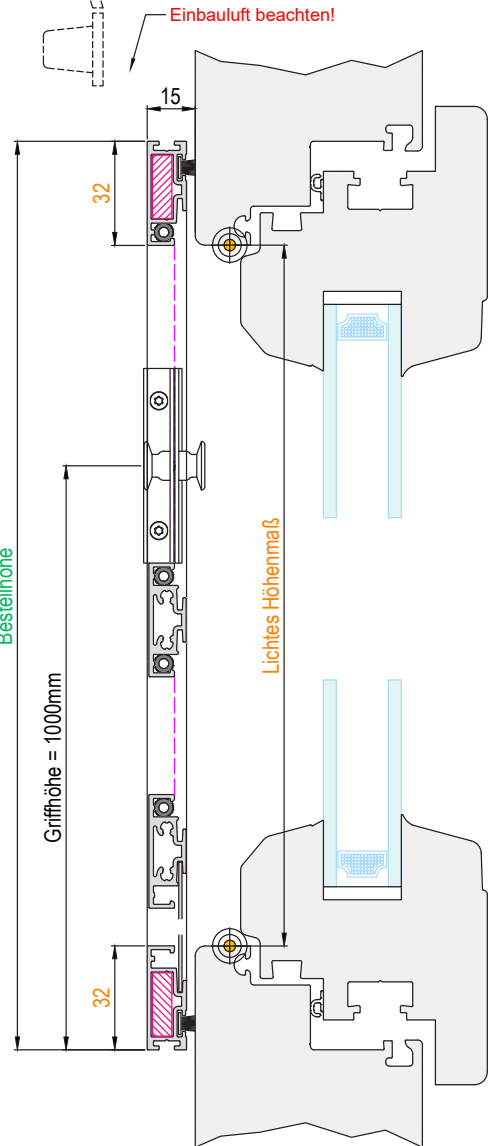 Einbauluft beachten!
15
32
Bestellhöhe
Lichtes Höhenmaß
Griffhöhe = 1000mm
32